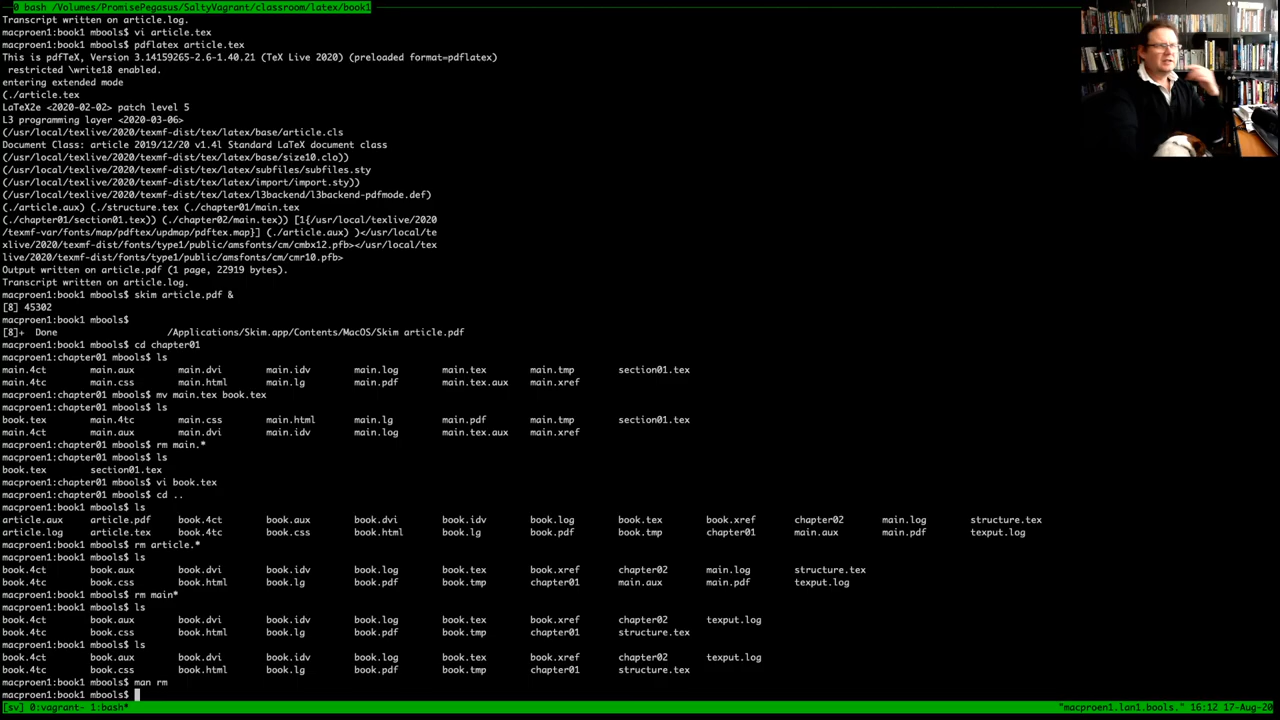 0 bash /Volumes/PromisePegasus/SaltyVagrant/classroom/latex/book1
Transcript written on article.log.
macproen1:book1 mbools$ vi article.tex
macproen1:book1 mbools$ pdflatex article.tex
This is pdfTeX, Version 3.14159265-2.6-1.40.21 (TeX Live 2020) (preloaded format=pdflatex)
 restricted \write18 enabled.
entering extended mode
(./article.tex
LaTeX2e <2020-02-02> patch level 5
L3 programming layer <2020-03-06>
(/usr/local/texlive/2020/texmf-dist/tex/latex/base/article.cls
Document Class: article 2019/12/20 v1.4l Standard LaTeX document class
(/usr/local/texlive/2020/texmf-dist/tex/latex/base/size10.clo))
(/usr/local/texlive/2020/texmf-dist/tex/latex/subfiles/subfiles.sty
(/usr/local/texlive/2020/texmf-dist/tex/latex/import/import.sty))
(/usr/local/texlive/2020/texmf-dist/tex/latex/l3backend/l3backend-pdfmode.def)
(./article.aux) (./structure.tex (./chapter01/main.tex
(./chapter01/section01.tex)) (./chapter02/main.tex)) [1{/usr/local/texlive/2020
/texmf-var/fonts/map/pdftex/updmap/pdftex.map}] (./article.aux) )</usr/local/te
xlive/2020/texmf-dist/fonts/type1/public/amsfonts/cm/cmbx12.pfb></usr/local/tex
live/2020/texmf-dist/fonts/type1/public/amsfonts/cm/cmr10.pfb>
Output written on article.pdf (1 page, 22919 bytes).
Transcript written on article.log.
macproen1:book1 mbools$ skim article.pdf &
[8] 45302
macproen1:book1 mbools$
[8]+  Done                    /Applications/Skim.app/Contents/MacOS/Skim article.pdf
macproen1:book1 mbools$ cd chapter01
macproen1:chapter01 mbools$ ls
main.4ct main.aux main.dvi main.idv main.log main.tex main.tmp section01.tex
main.4tc main.css main.html main.lg main.pdf main.tex.aux main.xref
macproen1:chapter01 mbools$ mv main.tex book.tex
macproen1:chapter01 mbools$ ls
book.tex main.4tc main.css main.html main.lg main.pdf main.tmp section01.tex
main.4ct main.aux main.dvi main.idv main.log main.tex.aux main.xref
macproen1:chapter01 mbools$ rm main.*
macproen1:chapter01 mbools$ ls
book.tex section01.tex
macproen1:chapter01 mbools$ vi book.tex
macproen1:chapter01 mbools$ cd ..
macproen1:book1 mbools$ ls
article.aux article.pdf book.4ct book.aux book.dvi book.idv book.log book.tex book.xref chapter02 main.log structure.tex
article.log article.tex book.4tc book.css book.html book.lg book.pdf book.tmp chapter01 main.aux main.pdf texput.log
macproen1:book1 mbools$ rm article.*
macproen1:book1 mbools$ ls
book.4ct book.aux book.dvi book.idv book.log book.tex book.xref chapter02 main.log structure.tex
book.4tc book.css book.html book.lg book.pdf book.tmp chapter01 main.aux main.pdf texput.log
macproen1:book1 mbools$ rm main*
macproen1:book1 mbools$ ls
book.4ct book.aux book.dvi book.idv book.log book.tex book.xref chapter02 texput.log
book.4tc book.css book.html book.lg book.pdf book.tmp chapter01 structure.tex
macproen1:book1 mbools$ ls
book.4ct book.aux book.dvi book.idv book.log book.tex book.xref chapter02 texput.log
book.4tc book.css book.html book.lg book.pdf book.tmp chapter01 structure.tex
macproen1:book1 mbools$ man rm
macproen1:book1 mbools$
[sv] 0:vagrant- 1:bash* "macproen1.lan1.bools." 16:12 17-Aug-20